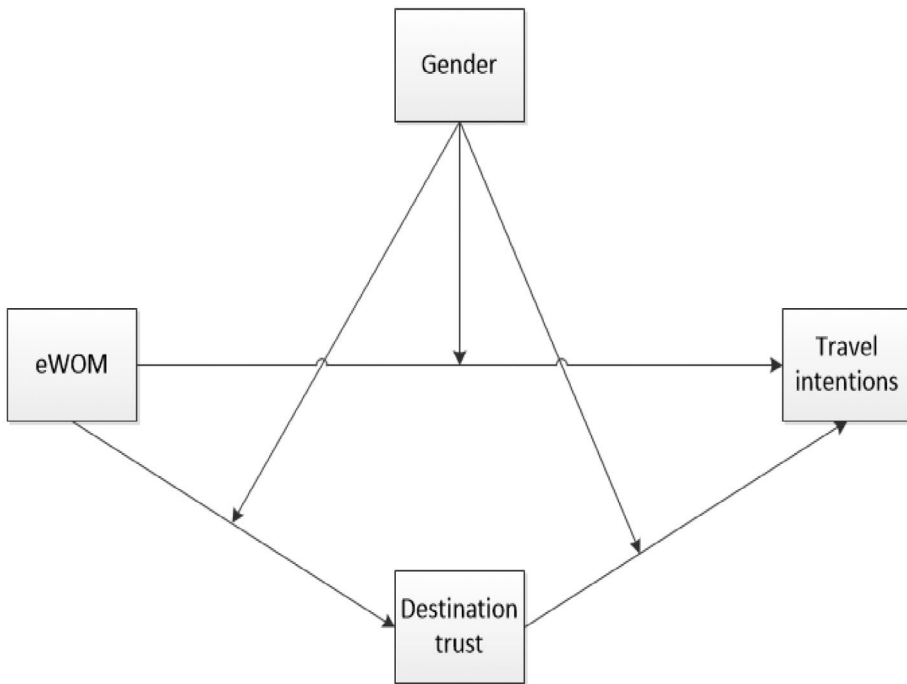 Gender
eWOM
Travel
intentions
Destination
trust